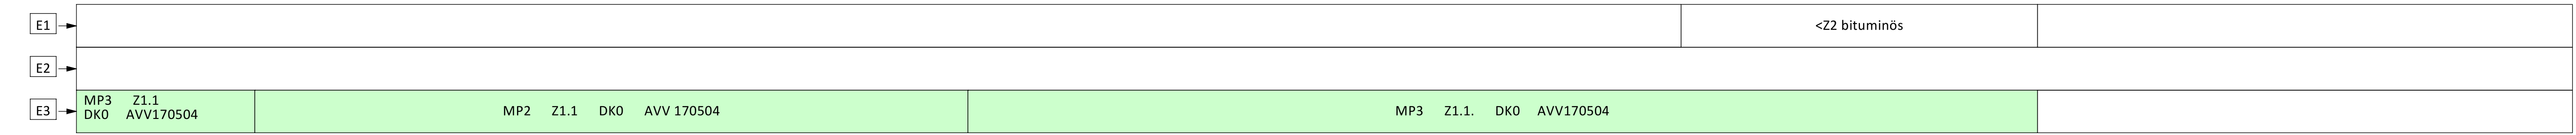 E1
<Z2 bituminös
E2
E3
MP3 Z1.1
DK0 AVV170504
MP2 Z1.1 DK0 AVV 170504
MP3 Z1.1. DK0 AVV170504